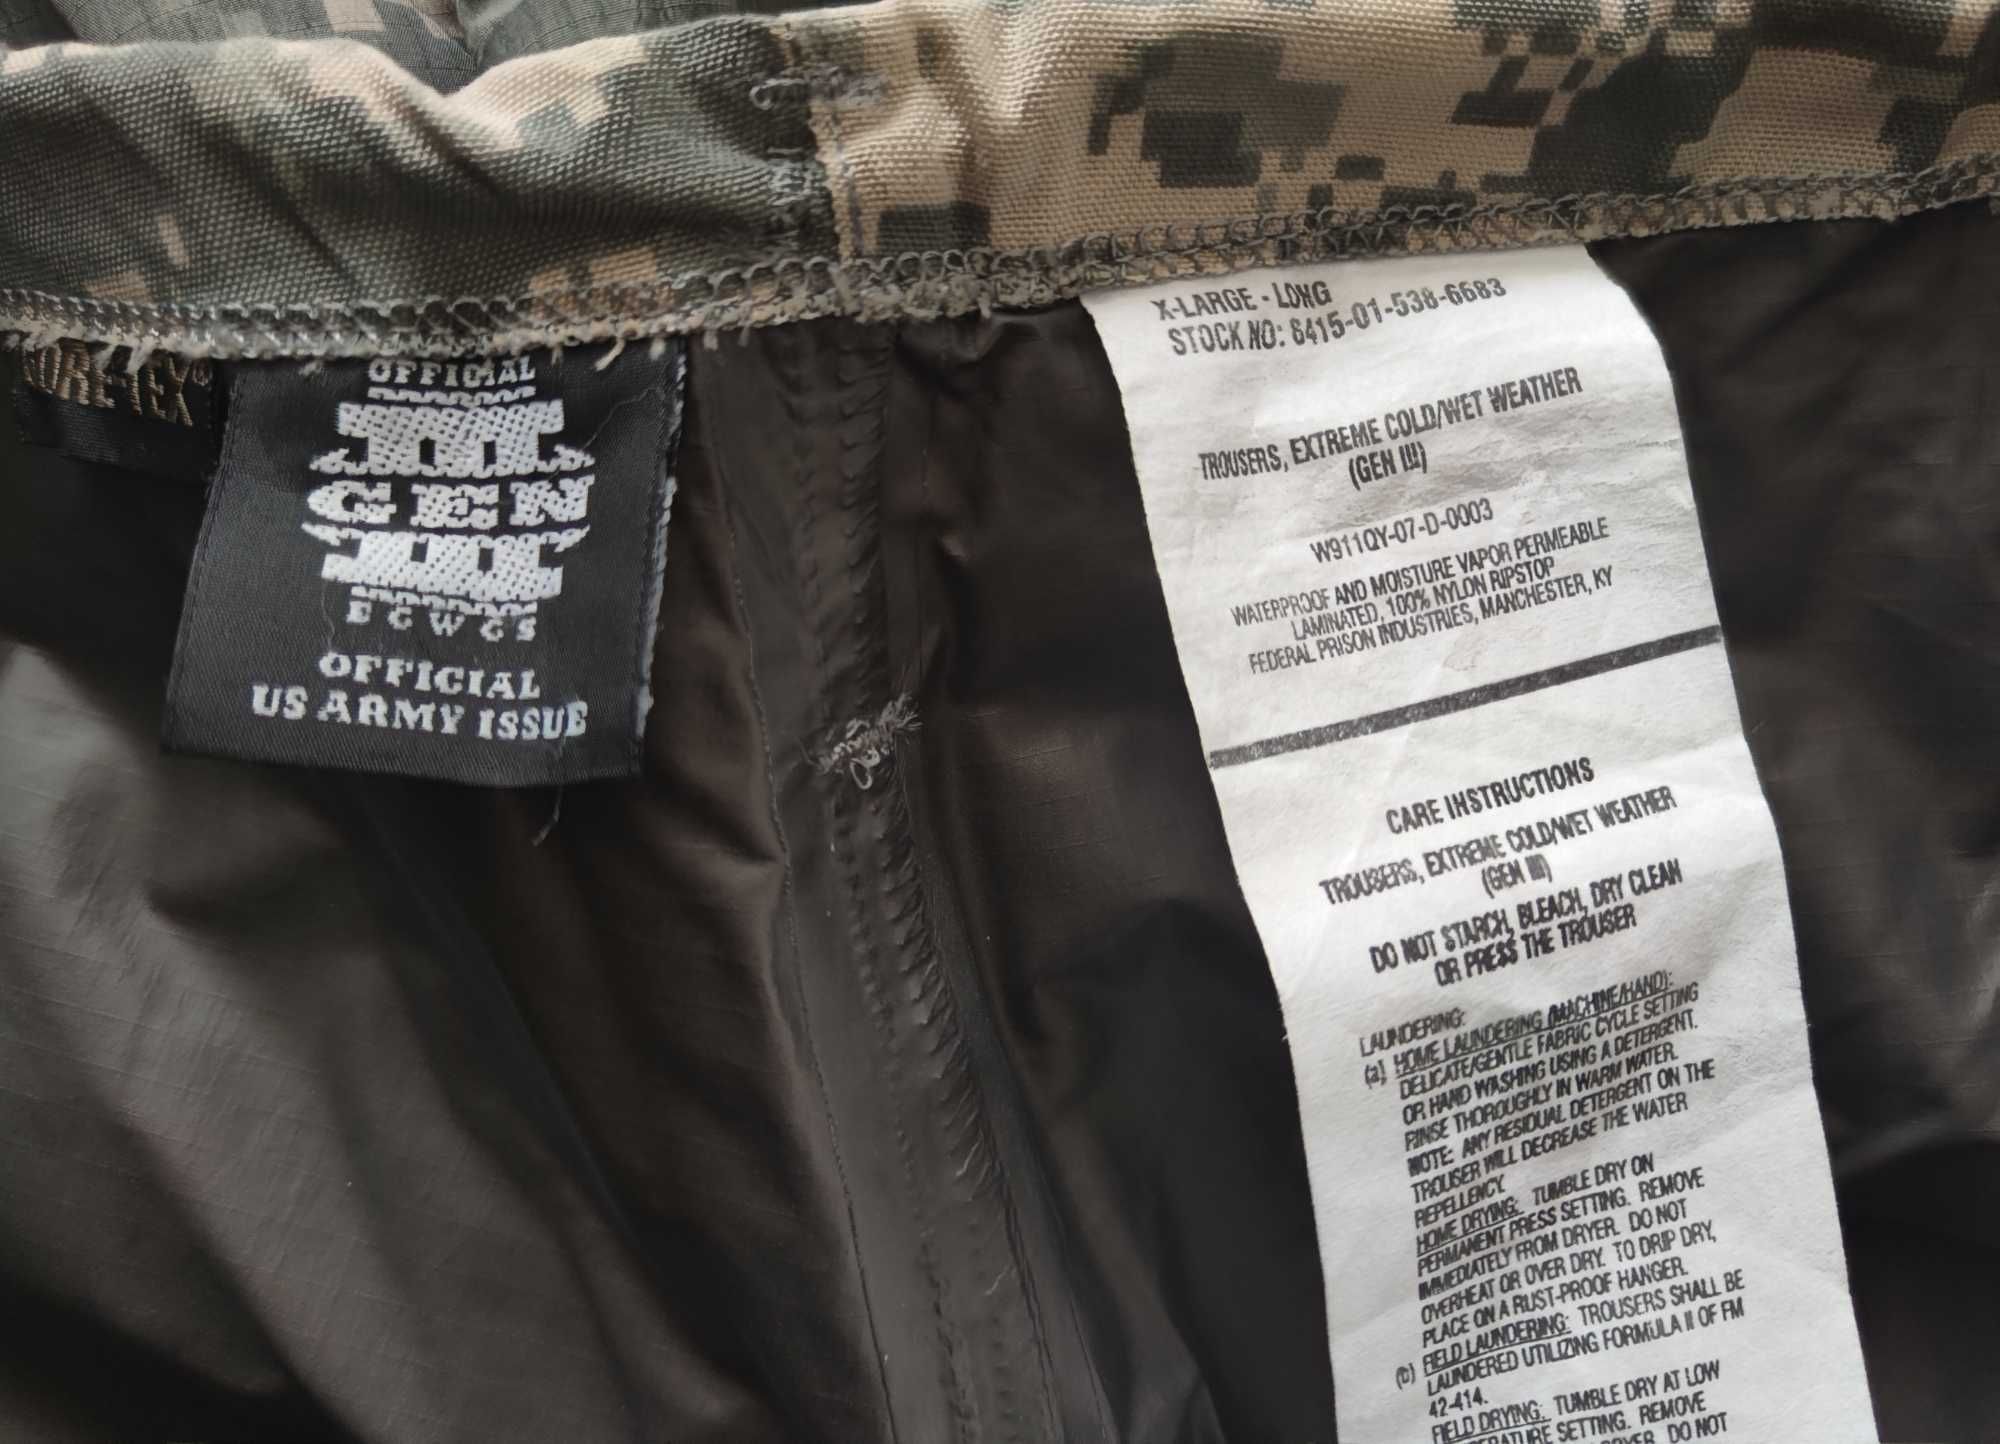 GORE-TEX®
OFFICIAL
III
GEN
III
ECWCS
OFFICIAL
US ARMY ISSUE
X-LARGE - LONG
STOCK NO: 8415-01-538-6683
TROUSERS, EXTREME COLD/WET WEATHER
(GEN III)
W911QY-07-D-0003
WATERPROOF AND MOISTURE VAPOR PERMEABLE
LAMINATED, 100% NYLON RIPSTOP
FEDERAL PRISON INDUSTRIES, MANCHESTER, KY
CARE INSTRUCTIONS
TROUSERS, EXTREME COLD/WET WEATHER
(GEN III)
DO NOT STARCH, BLEACH, DRY CLEAN
OR PRESS THE TROUSER
LAUNDERING:
(a) HOME LAUNDERING (MACHINE/HAND):
DELICATE/GENTLE FABRIC CYCLE SETTING
OR HAND WASHING USING A DETERGENT.
RINSE THOROUGHLY IN WARM WATER.
NOTE: ANY RESIDUAL DETERGENT ON THE
TROUSER WILL DECREASE THE WATER
REPELLENCY.
HOME DRYING: TUMBLE DRY ON
PERMANENT PRESS SETTING. REMOVE
IMMEDIATELY FROM DRYER. DO NOT
OVERHEAT OR OVER DRY. TO DRIP DRY,
PLACE ON A RUST-PROOF HANGER.
(b) FIELD LAUNDERING: TROUSERS SHALL BE
LAUNDERED UTILIZING FORMULA II OF FM
42-414.
FIELD DRYING: TUMBLE DRY AT LOW
SETTING. REMOVE
DO NOT